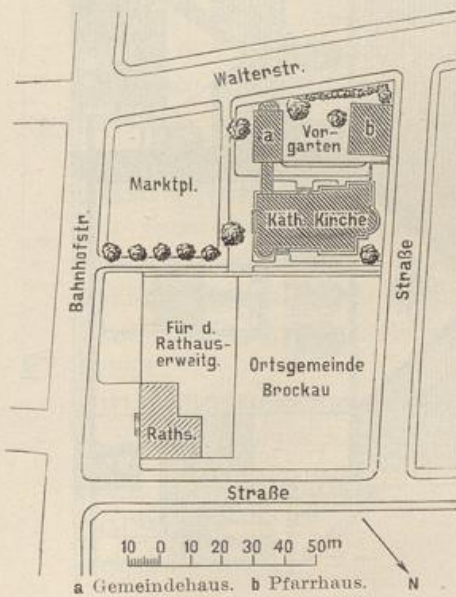 Walterstr.
a
Vor-
garten
b
Marktpl.
Kath. Kirche
Bahnhofstr.
Straße
Für d.
Rathaus-
erweitg.
Ortsgemeinde
Brockau
Raths.
Straße
10 0 10 20 30 40 50m
a Gemeindehaus. b Pfarrhaus.
N